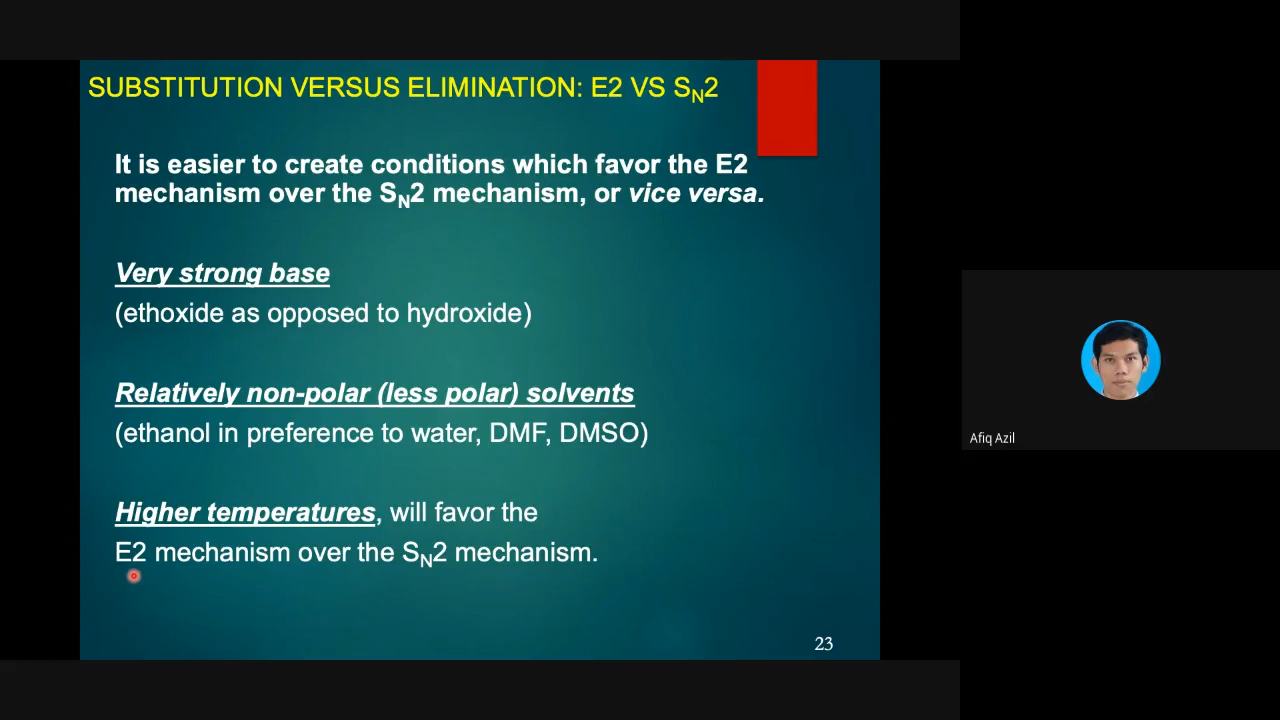 SUBSTITUTION VERSUS ELIMINATION: E2 VS SN2
It is easier to create conditions which favor the E2
mechanism over the SN2 mechanism, or vice versa.
Very strong base
(ethoxide as opposed to hydroxide)
Relatively non-polar (less polar) solvents
(ethanol in preference to water, DMF, DMSO)
Higher temperatures, will favor the
E2 mechanism over the SN2 mechanism.
23
Afiq Azil